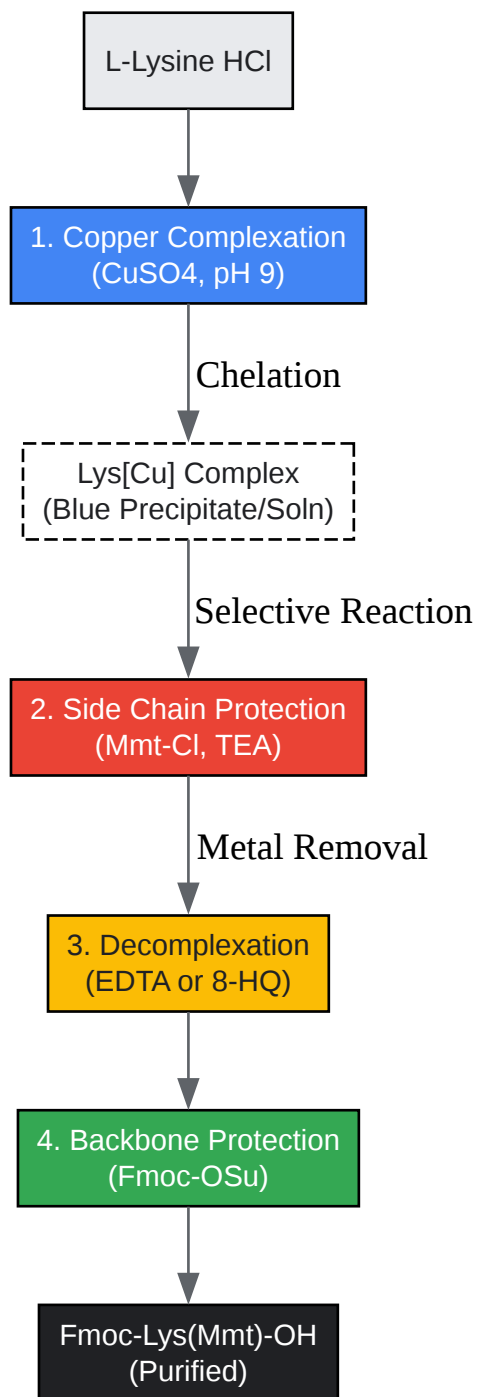 L-Lysine HCl
1. Copper Complexation
(CuSO4, pH 9)
Chelation
Lys[Cu] Complex
(Blue Precipitate/Soln)
Selective Reaction
2. Side Chain Protection
(Mmt-Cl, TEA)
Metal Removal
3. Decomplexation
(EDTA or 8-HQ)
4. Backbone Protection
(Fmoc-OSu)
Fmoc-Lys(Mmt)-OH
(Purified)